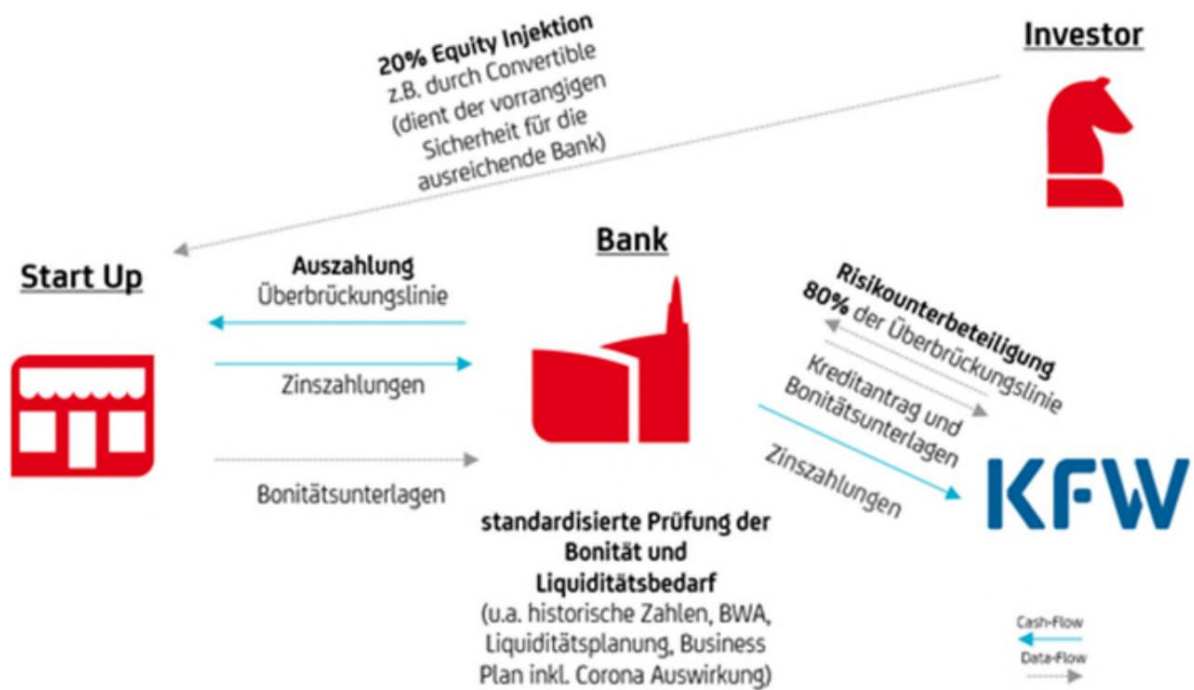 Investor
20% Equity Injektion
z.B. durch Convertible
(dient der vorrangigen
Sicherheit für die
ausreichende Bank)
Start Up
Bank
Auszahlung
Überbrückungslinie
Zinszahlungen
Bonitätsunterlagen
Risikounterbeteiligung
80% der Überbrückungslinie
Kreditantrag und
Bonitätsunterlagen
Zinszahlungen
KFW
standardisierte Prüfung der
Bonität und
Liquiditätsbedarf
(u.a. historische Zahlen, BWA,
Liquiditätsplanung, Business
Plan inkl. Corona Auswirkung)
Cash-Flow
Data-Flow